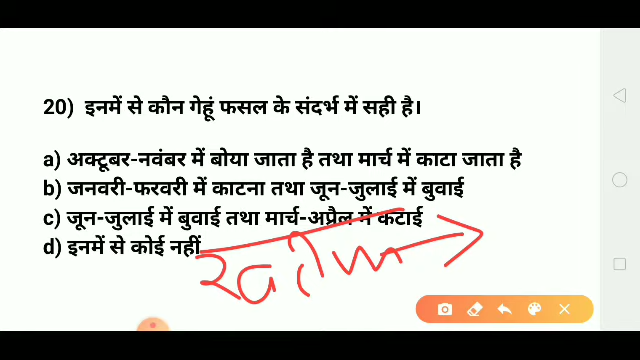 20) इनमें से कौन गेहूं फसल के संदर्भ में सही है।
a) अक्टूबर-नवंबर में बोया जाता है तथा मार्च में काटा जाता है
b) जनवरी-फरवरी में काटना तथा जून-जुलाई में बुवाई
c) जून-जुलाई में बुवाई तथा मार्च-अप्रैल में कटाई
d) इनमें से कोई नहीं